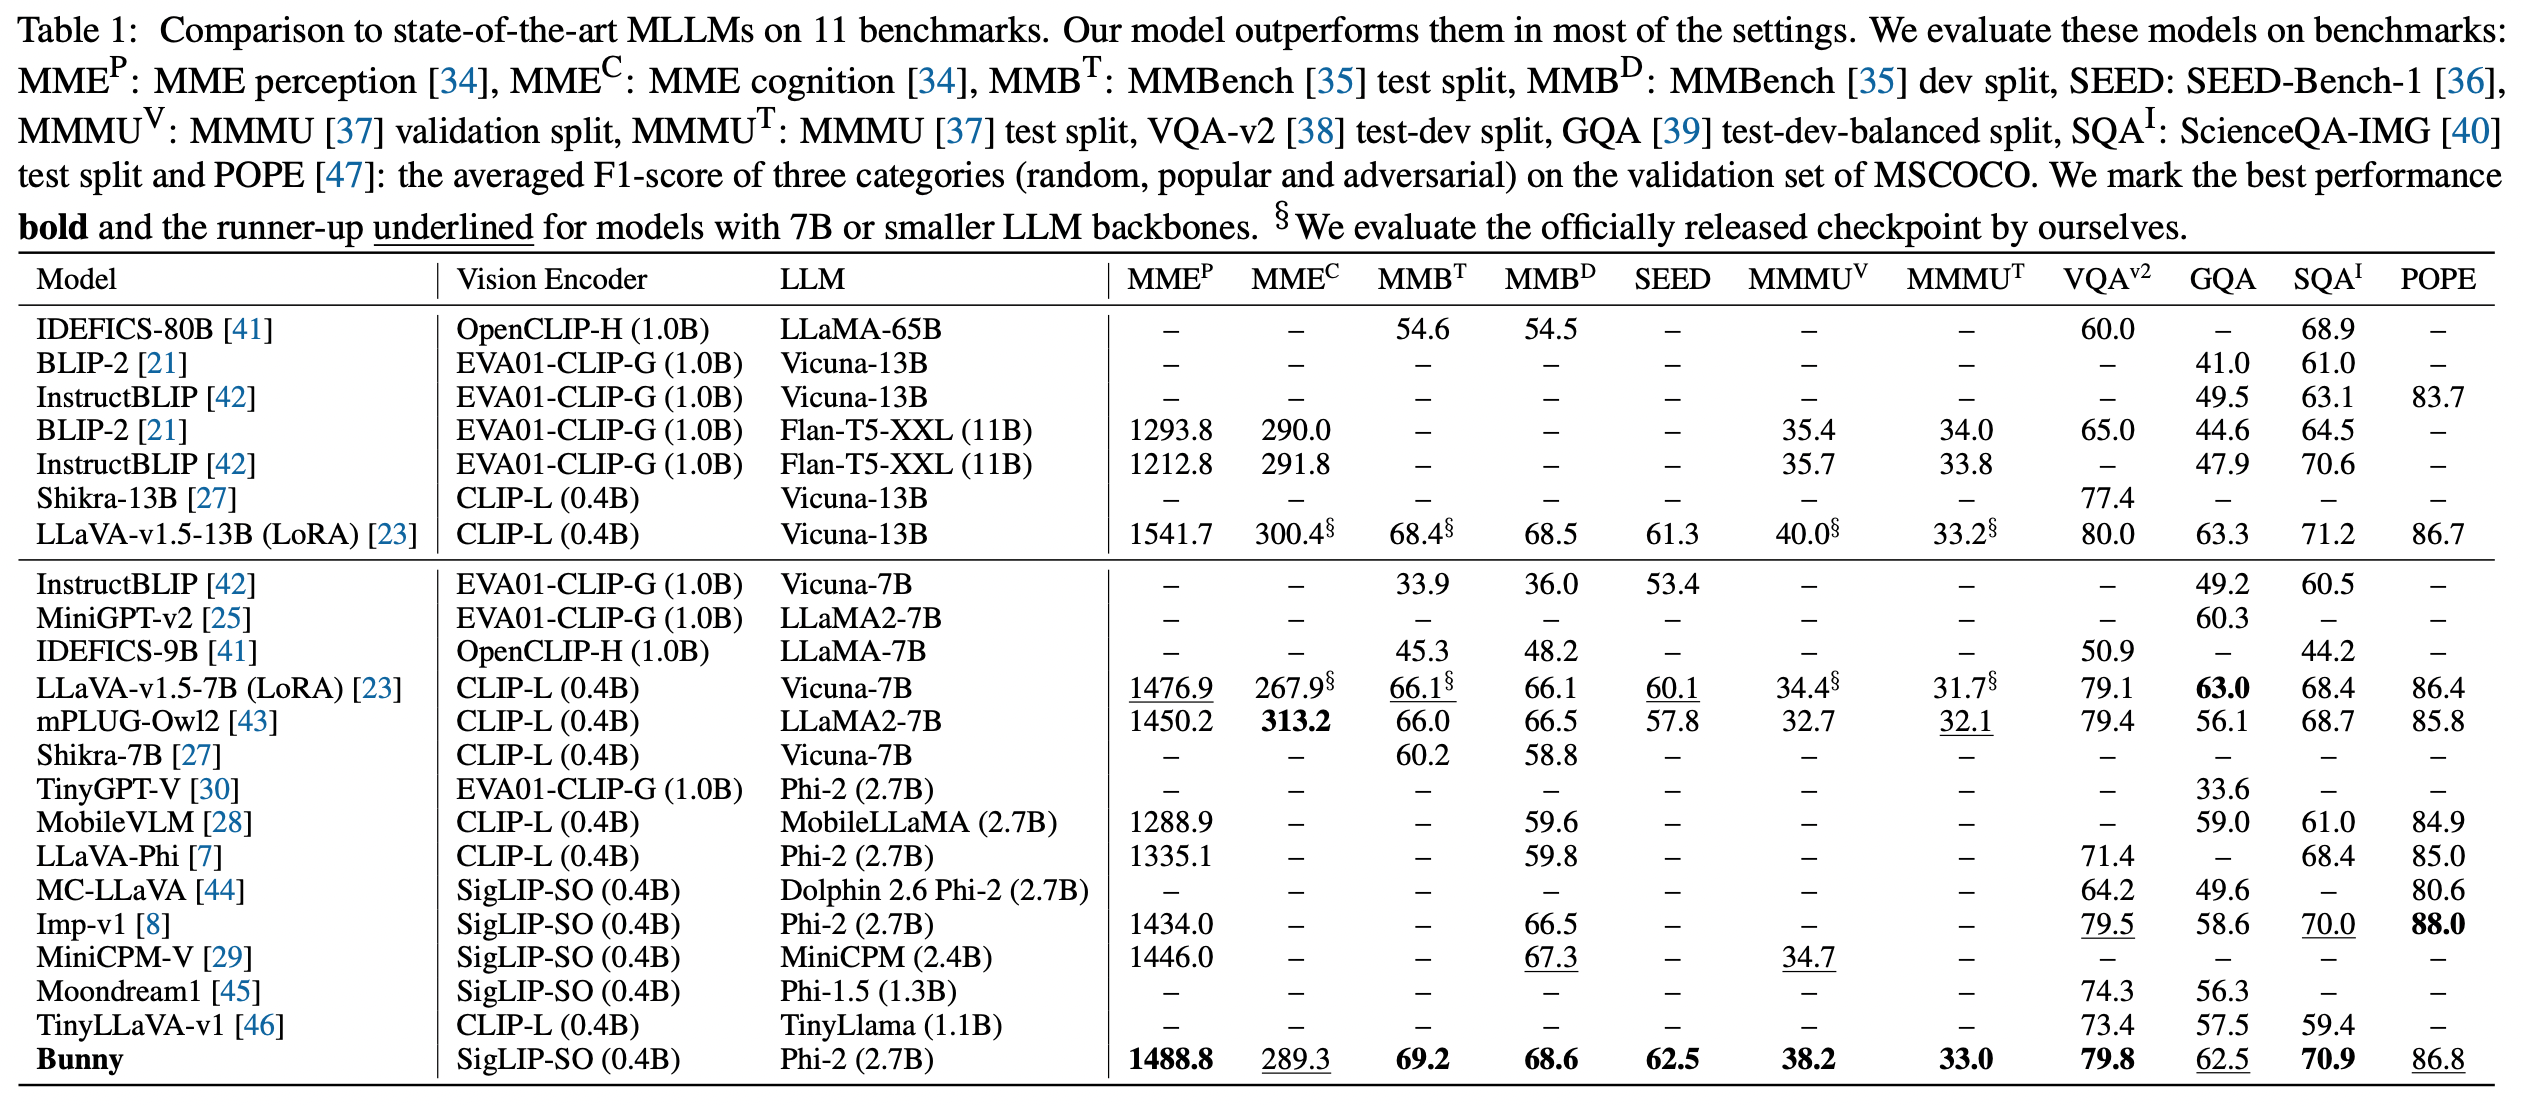 Table 1: Comparison to state-of-the-art MLLMs on 11 benchmarks. Our model outperforms them in most of the settings. We evaluate these models on benchmarks:
MME^P: MME perception [34], MME^C: MME cognition [34], MMB^T: MMBench [35] test split, MMB^D: MMBench [35] dev split, SEED: SEED-Bench-1 [36],
MMMU^V: MMMU [37] validation split, MMMU^T: MMMU [37] test split, VQA-v2 [38] test-dev split, GQA [39] test-dev-balanced split, SQA^I: ScienceQA-IMG [40]
test split and POPE [47]: the averaged F1-score of three categories (random, popular and adversarial) on the validation set of MSCOCO. We mark the best performance
bold and the runner-up underlined for models with 7B or smaller LLM backbones. §We evaluate the officially released checkpoint by ourselves.
Model Vision Encoder LLM MME^P MME^C MMB^T MMB^D SEED MMMU^V MMMU^T VQA^v2 GQA SQA^I POPE
IDEFICS-80B [41] OpenCLIP-H (1.0B) LLaMA-65B – – 54.6 54.5 – – – 60.0 – 68.9 –
BLIP-2 [21] EVA01-CLIP-G (1.0B) Vicuna-13B – – – – – – – – 41.0 61.0 –
InstructBLIP [42] EVA01-CLIP-G (1.0B) Vicuna-13B – – – – – – – – 49.5 63.1 83.7
BLIP-2 [21] EVA01-CLIP-G (1.0B) Flan-T5-XXL (11B) 1293.8 290.0 – – – 35.4 34.0 65.0 44.6 64.5 –
InstructBLIP [42] EVA01-CLIP-G (1.0B) Flan-T5-XXL (11B) 1212.8 291.8 – – – 35.7 33.8 – 47.9 70.6 –
Shikra-13B [27] CLIP-L (0.4B) Vicuna-13B – – – – – – – 77.4 – – –
LLaVA-v1.5-13B (LoRA) [23] CLIP-L (0.4B) Vicuna-13B 1541.7 300.4§ 68.4§ 68.5 61.3 40.0§ 33.2§ 80.0 63.3 71.2 86.7
InstructBLIP [42] EVA01-CLIP-G (1.0B) Vicuna-7B – – 33.9 36.0 53.4 – – – 49.2 60.5 –
MiniGPT-v2 [25] EVA01-CLIP-G (1.0B) LLaMA2-7B – – – – – – – – 60.3 – –
IDEFICS-9B [41] OpenCLIP-H (1.0B) LLaMA-7B – – 45.3 48.2 – – – 50.9 – 44.2 –
LLaVA-v1.5-7B (LoRA) [23] CLIP-L (0.4B) Vicuna-7B 1476.9 267.9§ 66.1§ 66.1 60.1 34.4§ 31.7§ 79.1 63.0 68.4 86.4
mPLUG-Owl2 [43] CLIP-L (0.4B) LLaMA2-7B 1450.2 313.2 66.0 66.5 57.8 32.7 32.1 79.4 56.1 68.7 85.8
Shikra-7B [27] CLIP-L (0.4B) Vicuna-7B – – 60.2 58.8 – – – – – – –
TinyGPT-V [30] EVA01-CLIP-G (1.0B) Phi-2 (2.7B) – – – – – – – – 33.6 – –
MobileVLM [28] CLIP-L (0.4B) MobileLLaMA (2.7B) 1288.9 – – 59.6 – – – – 59.0 61.0 84.9
LLaVA-Phi [7] CLIP-L (0.4B) Phi-2 (2.7B) 1335.1 – – 59.8 – – – 71.4 – 68.4 85.0
MC-LLaVA [44] SigLIP-SO (0.4B) Dolphin 2.6 Phi-2 (2.7B) – – – – – – – 64.2 49.6 – 80.6
Imp-v1 [8] SigLIP-SO (0.4B) Phi-2 (2.7B) 1434.0 – – 66.5 – – – 79.5 58.6 70.0 88.0
MiniCPM-V [29] SigLIP-SO (0.4B) MiniCPM (2.4B) 1446.0 – – 67.3 – 34.7 – – – – –
Moondream1 [45] SigLIP-SO (0.4B) Phi-1.5 (1.3B) – – – – – – – 74.3 56.3 – –
TinyLLaVA-v1 [46] CLIP-L (0.4B) TinyLlama (1.1B) – – – – – – – 73.4 57.5 59.4 –
Bunny SigLIP-SO (0.4B) Phi-2 (2.7B) 1488.8 289.3 69.2 68.6 62.5 38.2 33.0 79.8 62.5 70.9 86.8